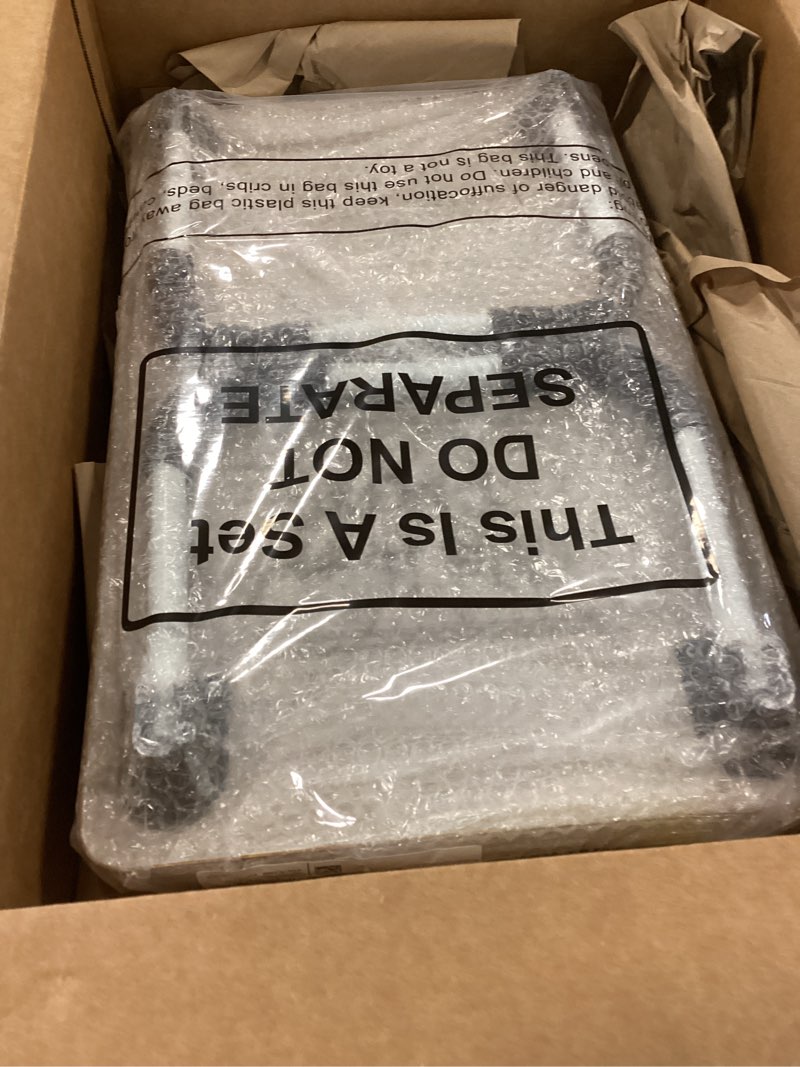 This Is A Set
DO NOT
SEPARATE
danger of suffocation, keep this plastic bag away
and children. Do not use this bag in cribs, beds,
This bag is not a toy.